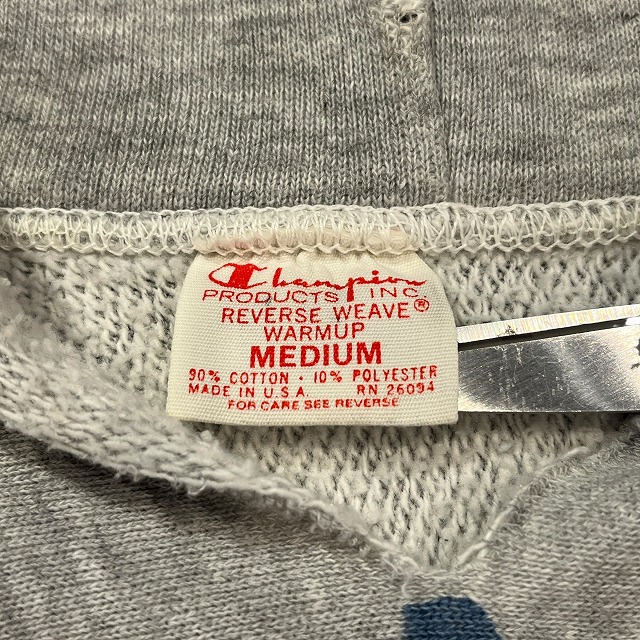 Champion
PRODUCTS INC.
REVERSE WEAVE®
WARMUP
MEDIUM
90% COTTON · 10% POLYESTER
MADE IN U.S.A. RN 26094
FOR CARE SEE REVERSE